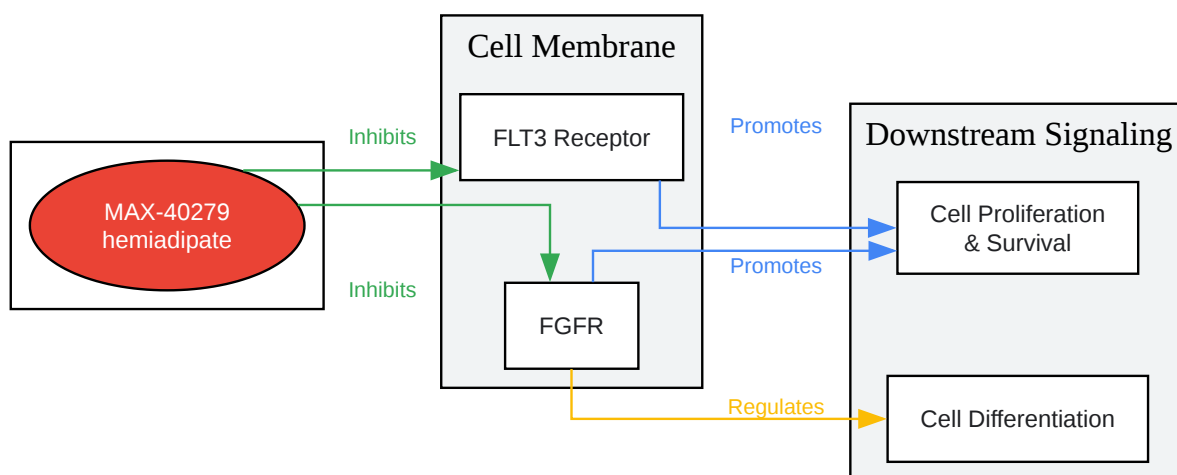 Cell Membrane
FLT3 Receptor
Inhibits
Promotes
Downstream Signaling
MAX-40279
hemiadipate
Cell Proliferation
& Survival
Promotes
Inhibits
FGFR
Regulates
Cell Differentiation